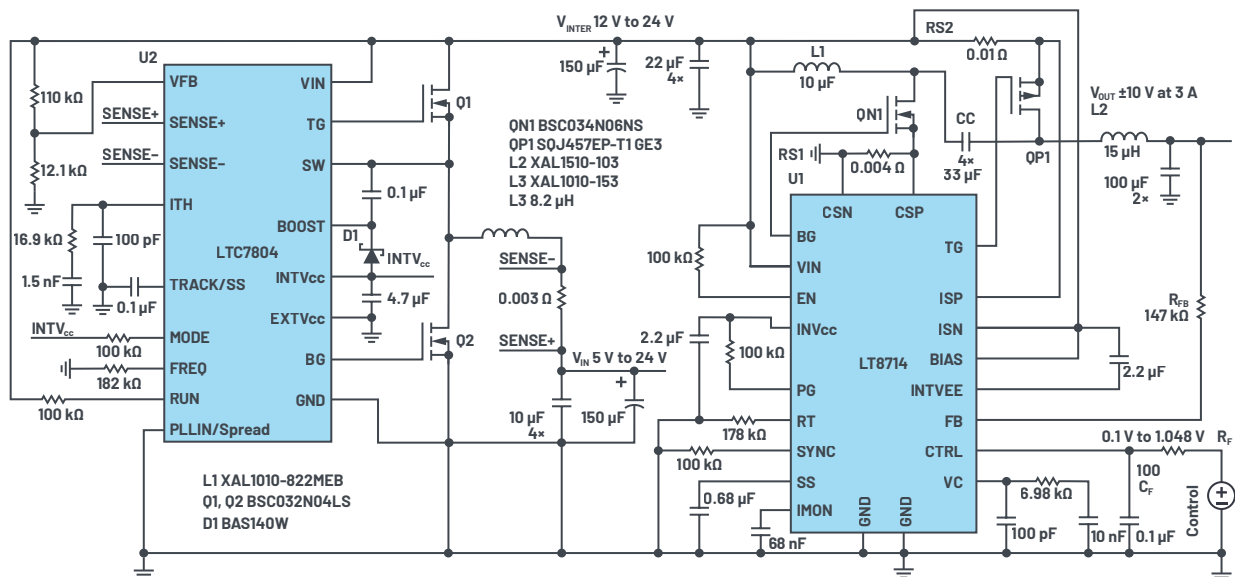 V_INTER 12 V to 24 V
U2
VFB
SENSE+
SENSE−
ITH
TRACK/SS
MODE
FREQ
RUN
PLLIN/Spread
LTC7804
VIN
TG
SW
BOOST
INTVcc
EXTVcc
BG
GND
110 kΩ
SENSE+
SENSE−
12.1 kΩ
16.9 kΩ
100 pF
1.5 nF
0.1 µF
INTV_cc
100 kΩ
182 kΩ
100 kΩ
Q1
0.1 µF
D1
INTV_cc
4.7 µF
Q2
SENSE−
0.003 Ω
SENSE+
V_IN 5 V to 24 V
+
10 µF
4×
150 µF
L1 XAL1010-822MEB
Q1, Q2 BSC032N04LS
D1 BAS140W
+
150 µF
22 µF
4×
QN1 BSC034N06NS
QP1 SQJ457EP-T1 GE3
L2 XAL1510-103
L3 XAL1010-153
L3 8.2 µH
L1
10 µF
QN1
RS1
0.004 Ω
CC
4×
33 µF
RS2
0.01 Ω
QP1
V_OUT ±10 V at 3 A
L2
15 µH
100 µF
2×
U1
CSN
CSP
BG
VIN
EN
INVcc
PG
RT
SYNC
SS
IMON
GND
GND
LT8714
TG
ISP
ISN
BIAS
INTVEE
FB
CTRL
VC
100 kΩ
2.2 µF
100 kΩ
178 kΩ
100 kΩ
0.68 µF
68 nF
R_FB
147 kΩ
2.2 µF
0.1 V to 1.048 V
R_F
100
C_F
6.98 kΩ
100 pF
10 nF
0.1 µF
Control
+
−